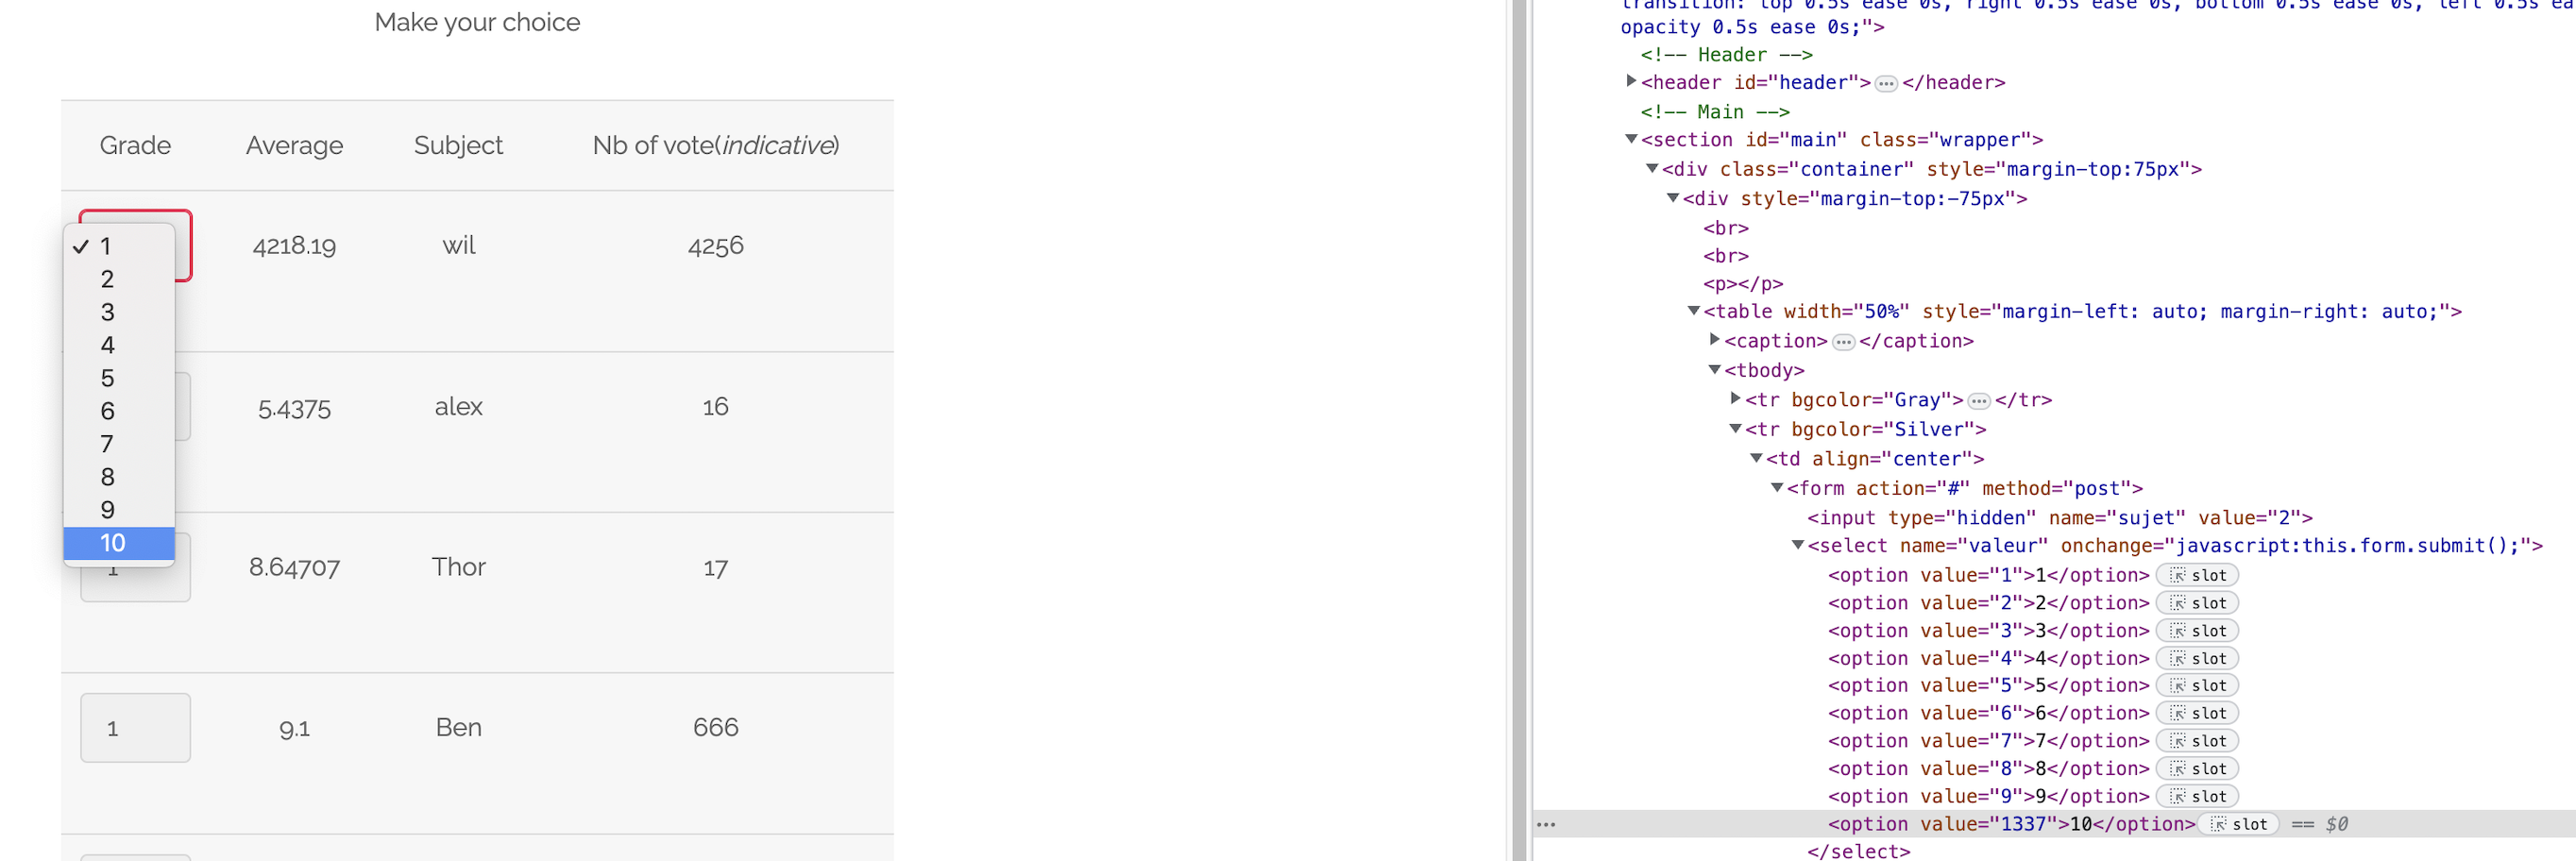 Make your choice
Grade Average Subject Nb of vote(indicative)
✓ 1
2
3
4
5
6
7
8
9
10
4218.19 wil 4256
5.4375 alex 16
1 8.64707 Thor 17
1 9.1 Ben 666
transition: top 0.5s ease 0s, right 0.5s ease 0s, bottom 0.5s ease 0s, left 0.5s ea
opacity 0.5s ease 0s;">
<!-- Header -->
<header id="header"> ••• </header>
<!-- Main -->
<section id="main" class="wrapper">
<div class="container" style="margin-top:75px">
<div style="margin-top:-75px">
<br>
<br>
<p></p>
<table width="50%" style="margin-left: auto; margin-right: auto;">
<caption> ••• </caption>
<tbody>
<tr bgcolor="Gray"> ••• </tr>
<tr bgcolor="Silver">
<td align="center">
<form action="#" method="post">
<input type="hidden" name="sujet" value="2">
<select name="valeur" onchange="javascript:this.form.submit();">
<option value="1">1</option> slot
<option value="2">2</option> slot
<option value="3">3</option> slot
<option value="4">4</option> slot
<option value="5">5</option> slot
<option value="6">6</option> slot
<option value="7">7</option> slot
<option value="8">8</option> slot
<option value="9">9</option> slot
••• <option value="1337">10</option> slot == $0
</select>